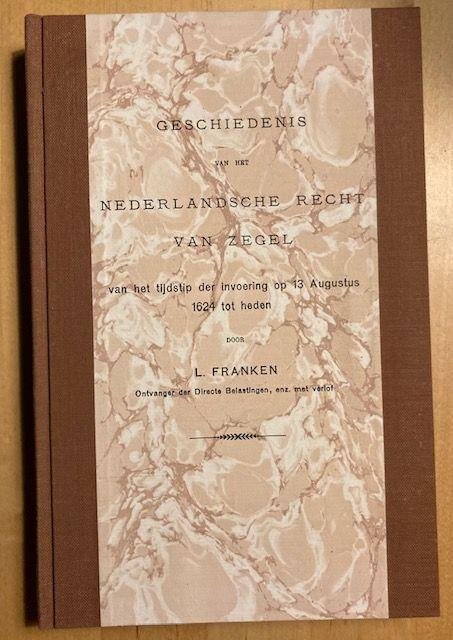 GESCHIEDENIS
VAN HET
NEDERLANDSCHE RECHT
VAN ZEGEL
van het tijdstip der invoering op 13 Augustus
1624 tot heden
DOOR
L. FRANKEN
Ontvanger der Directe Belastingen, enz. met verlof